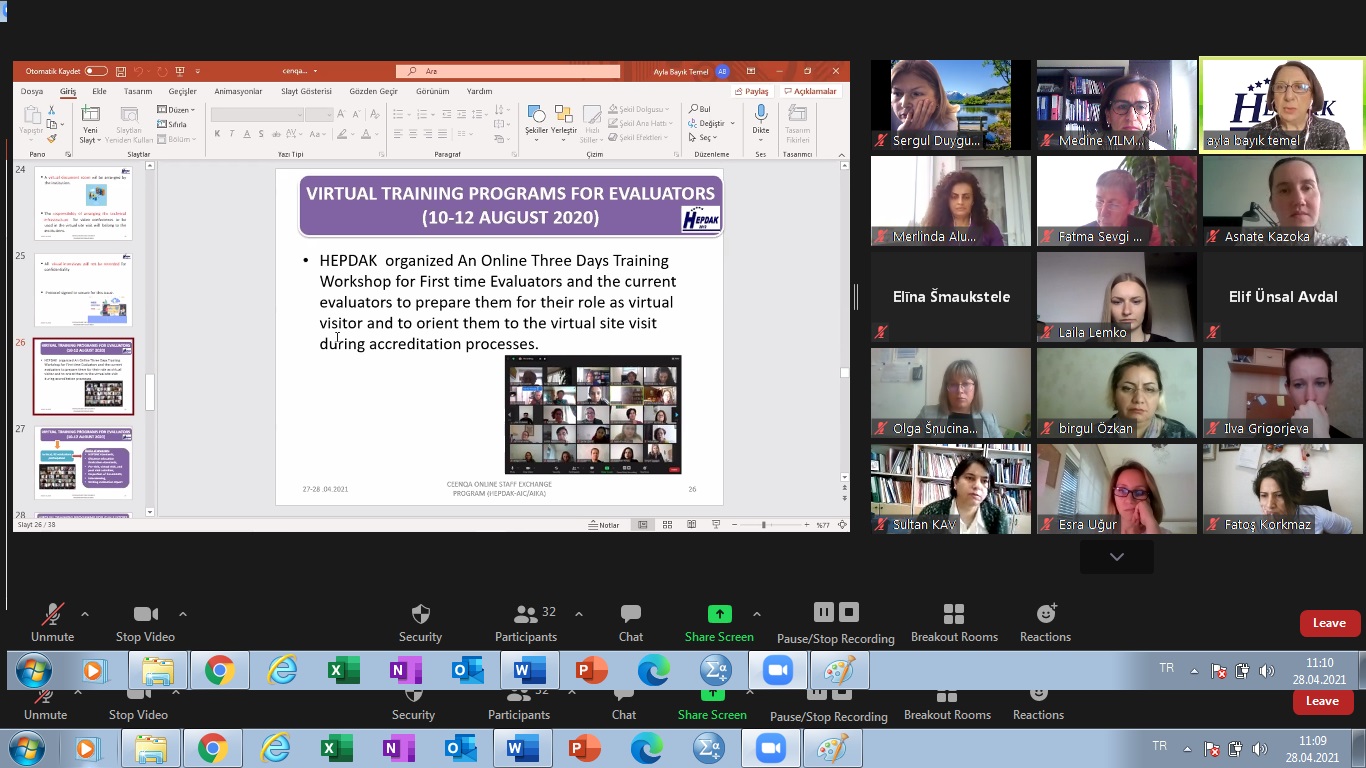 Otomatik Kaydet
cenqa...
Ara
Ayla Bayık Temel
AB
Dosya Giriş Ekle Tasarım Geçişler Animasyonlar Slayt Gösterisi Gözden Geçir Görünüm Yardım
Paylaş
Açıklamalar
Yapıştır
Yeni
Slayt
Slaytları
Yeniden Kullan
Düzen
Sıfırla
Bölüm
K T A S ab AV Aa A
Şekiller
Yerleştir
Hızlı
Stiller
Şekil Dolgusu
Şekil Ana Hattı
Şekil Efektleri
Bul
Değiştir
Seç
Dikte
Tasarım
Fikirleri
Pano
Slaytlar
Yazı Tipi
Paragraf
Çizim
Düzenleme
Ses
Tasarımcı
24
25
26
27
28
VIRTUAL TRAINING PROGRAMS FOR EVALUATORS
(10-12 AUGUST 2020)
HEPDAK
• HEPDAK organized An Online Three Days Training
Workshop for First time Evaluators and the current
evaluators to prepare them for their role as virtual
visitor and to orient them to the virtual site visit
during accreditation processes.
27-28 .04.2021
CEENQA ONLINE STAFF EXCHANGE
PROGRAM (HEPDAK-AIC/AIKA)
26
Slayt 26 / 38
Notlar
%77
Sergul Duygu...
Medine YILM...
HEPDAK
ayla bayık temel
Merlinda Alu...
Fatma Sevgi ...
Asnate Kazoka
Elīna Šmaukstele
Laila Lemko
Elif Ünsal Avdal
Olga Šņucina...
birgul Özkan
Ilva Grigorjeva
Sultan KAV
Esra Uğur
Fatoş Korkmaz
32
Unmute
Stop Video
Security
Participants
Chat
Share Screen
Pause/Stop Recording
Breakout Rooms
Reactions
Leave
TR
11:10
28.04.2021
32
Unmute
Stop Video
Security
Participants
Chat
Share Screen
Pause/Stop Recording
Breakout Rooms
Reactions
Leave
TR
11:09
28.04.2021